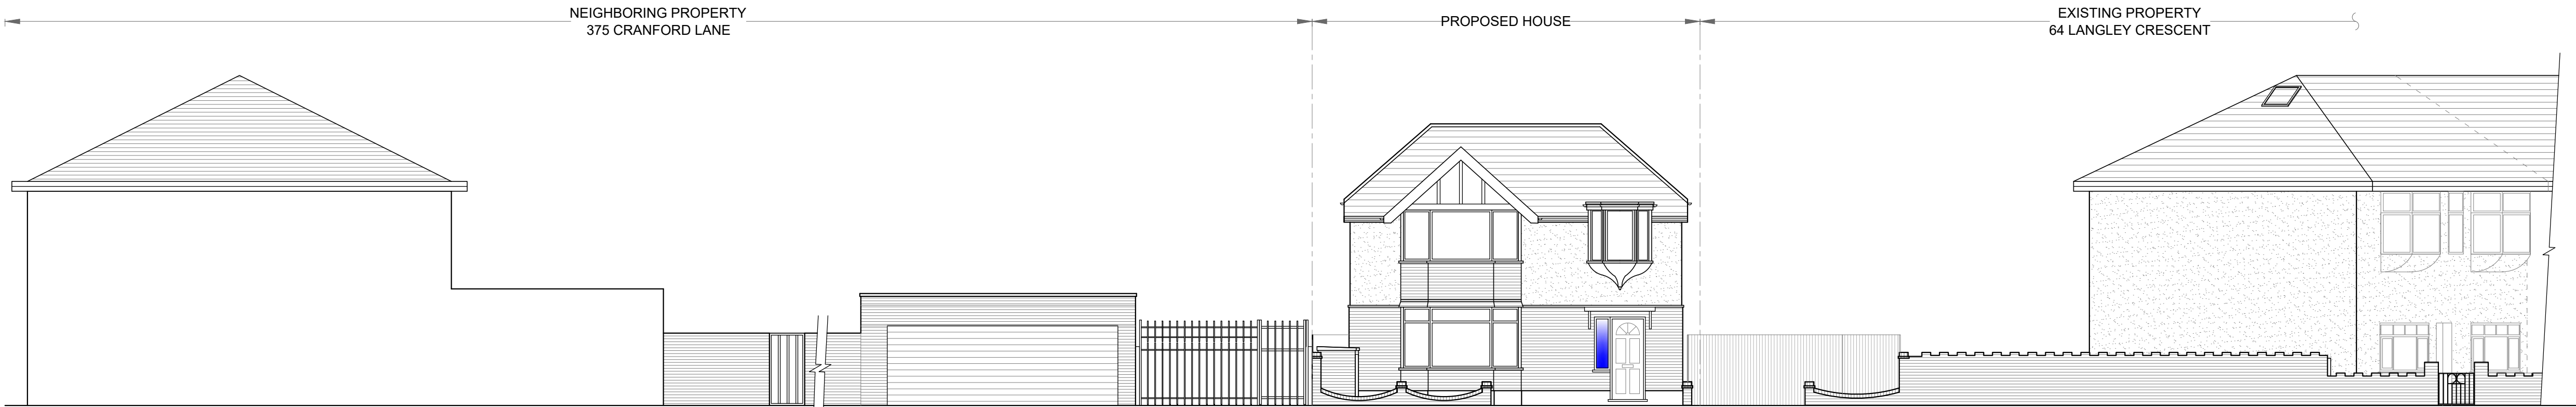 NEIGHBORING PROPERTY
375 CRANFORD LANE
PROPOSED HOUSE
EXISTING PROPERTY
64 LANGLEY CRESCENT